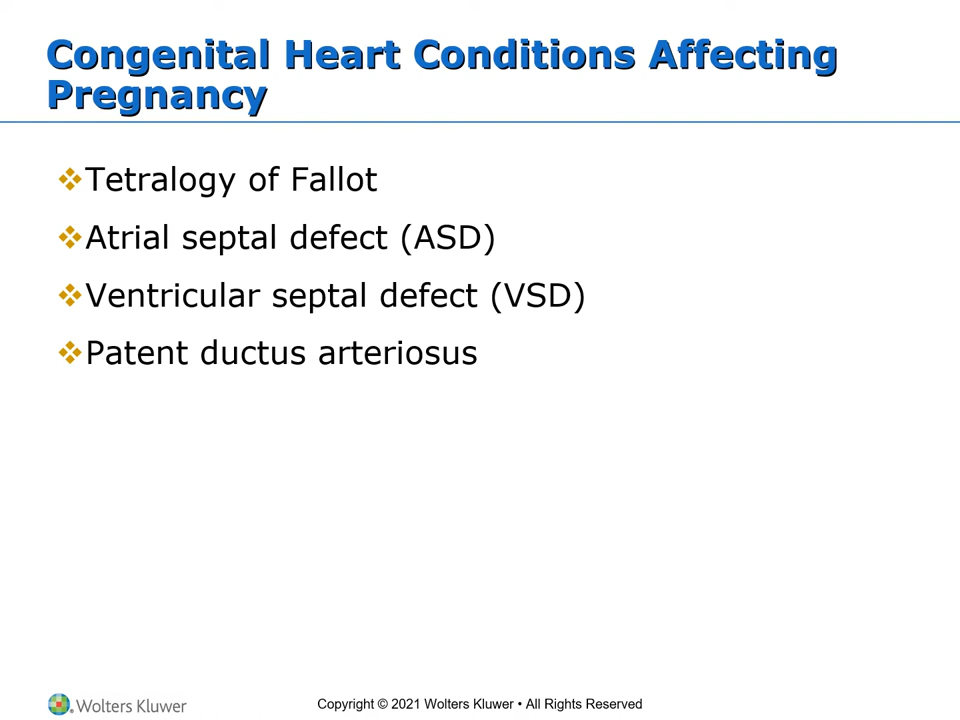 Congenital Heart Conditions Affecting
Pregnancy
❖Tetralogy of Fallot
❖Atrial septal defect (ASD)
❖Ventricular septal defect (VSD)
❖Patent ductus arteriosus
Wolters Kluwer
Copyright © 2021 Wolters Kluwer • All Rights Reserved